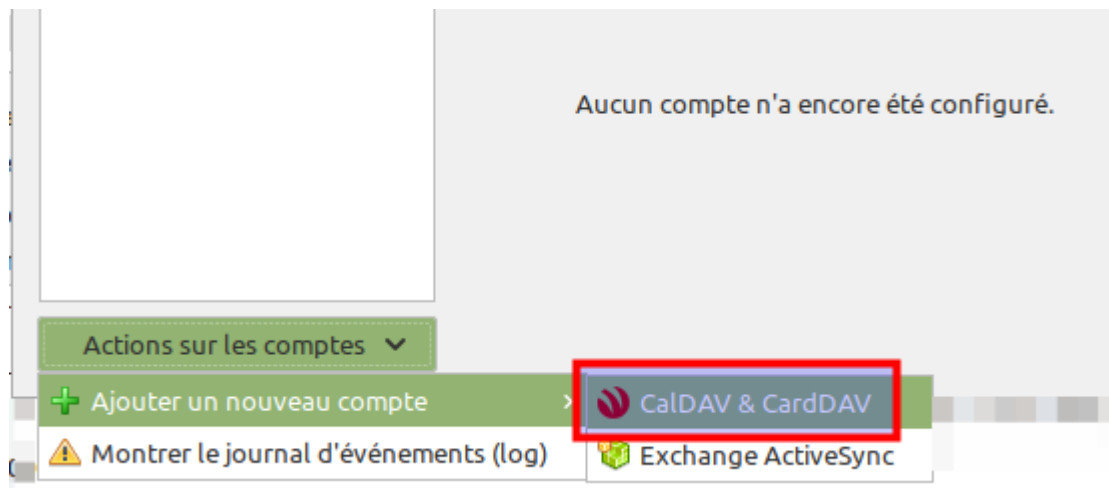 Aucun compte n'a encore été configuré.
Actions sur les comptes
Ajouter un nouveau compte
CalDAV & CardDAV
Montrer le journal d'événements (log)
Exchange ActiveSync